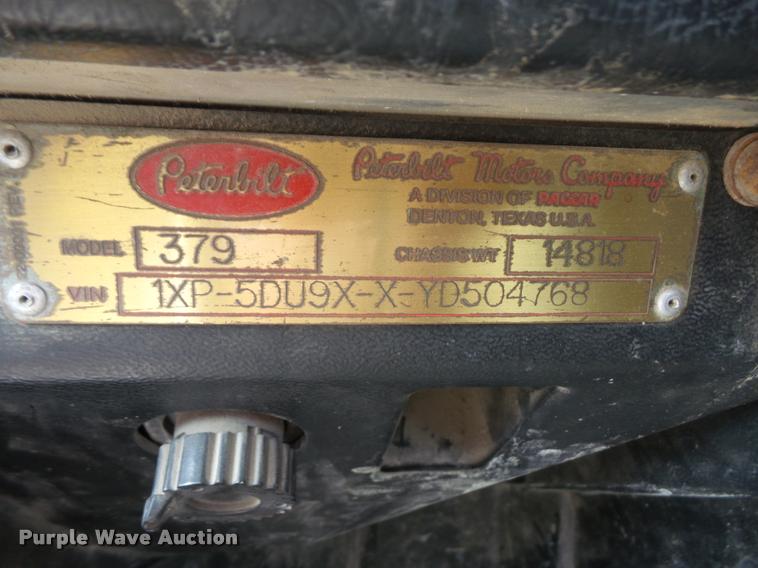 Peterbilt
Peterbilt Motors Company
A DIVISION OF PACCAR
DENTON, TEXAS U.S.A.
MODEL 379
CHASSIS WT 14818
VIN 1XP-5DU9X-X-YD504768
Purple Wave Auction